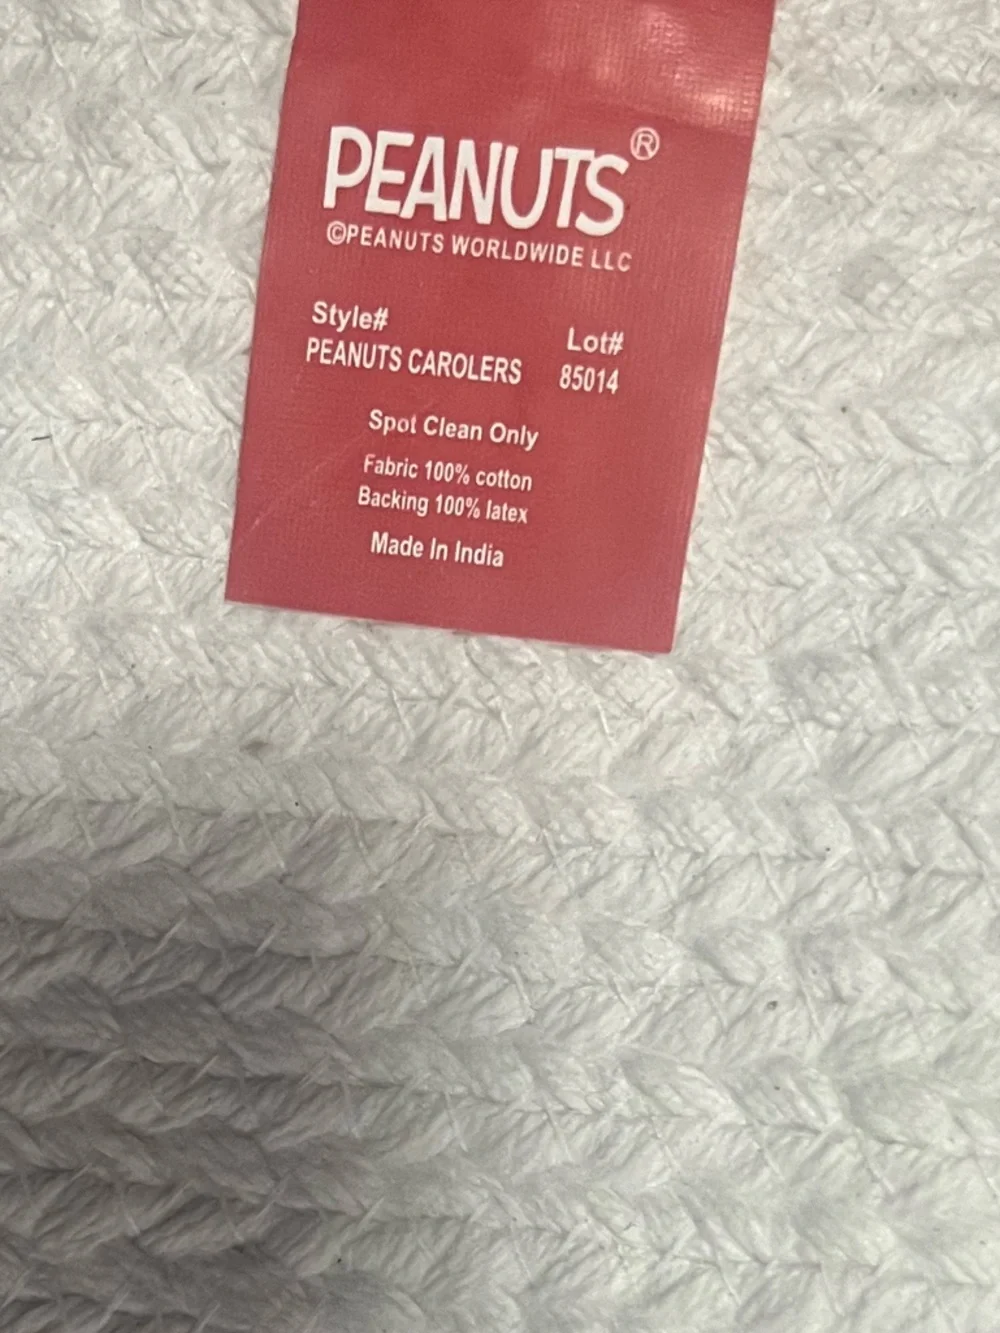 PEANUTS®
©PEANUTS WORLDWIDE LLC
Style#
Lot#
PEANUTS CAROLERS 85014
Spot Clean Only
Fabric 100% cotton
Backing 100% latex
Made In India